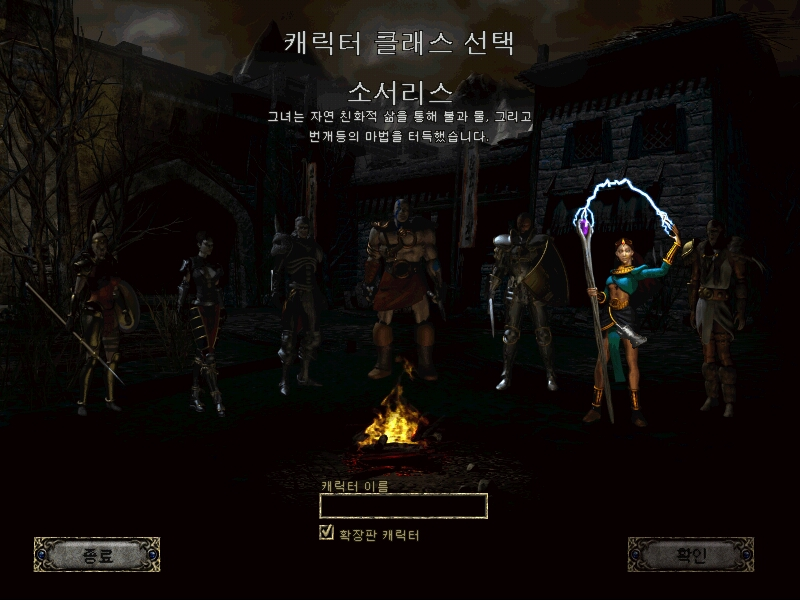 캐릭터 클래스 선택
소서리스
그녀는 자연 친화적 삶을 통해 불과 물, 그리고
번개등의 마법을 터득했습니다.
캐릭터 이름
확장판 캐릭터
종료
확인